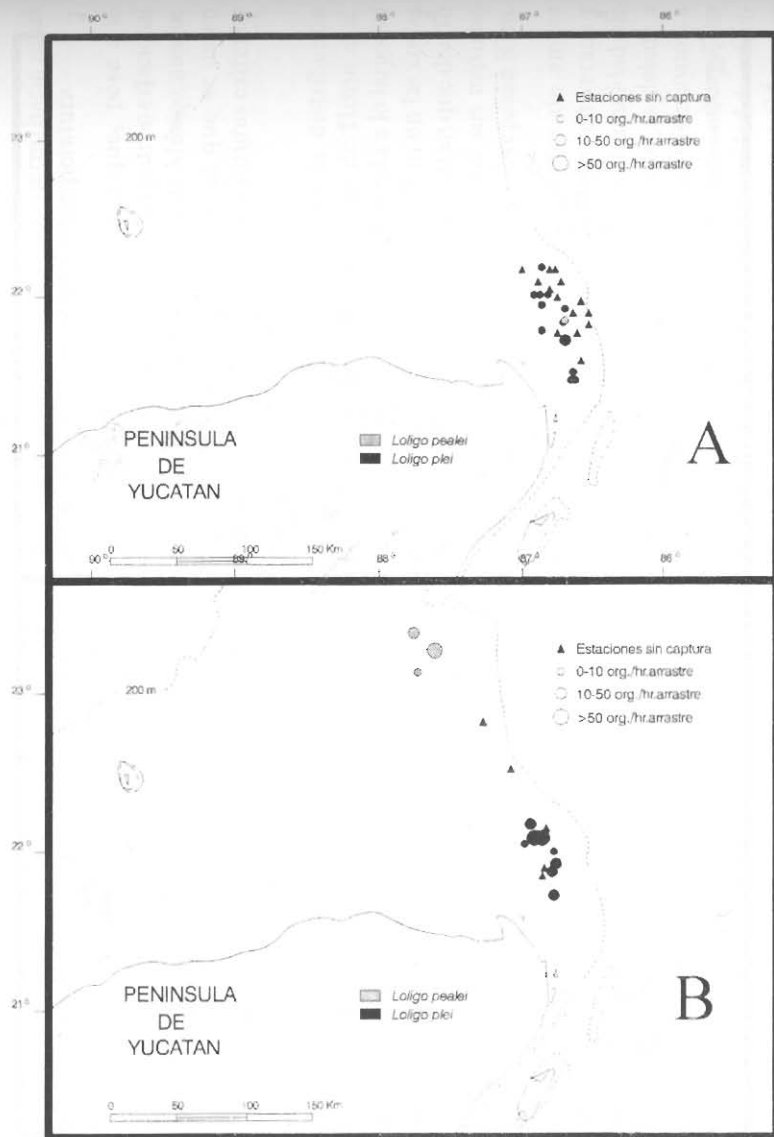 90° 89° 88° 87° 86°
▲ Estaciones sin captura
○ 0-10 org./hr.arrastre
○ 10-50 org./hr.arrastre
○ >50 org./hr.arrastre
23°
200 m
22°
21°
PENINSULA
DE
YUCATAN
Loligo pealei
Loligo plei
A
0 50 100 150 Km
90° 89° 88° 87° 86°
▲ Estaciones sin captura
○ 0-10 org./hr.arrastre
○ 10-50 org./hr.arrastre
○ >50 org./hr.arrastre
23°
200 m
22°
21°
PENINSULA
DE
YUCATAN
Loligo pealei
Loligo plei
B
0 50 100 150 Km